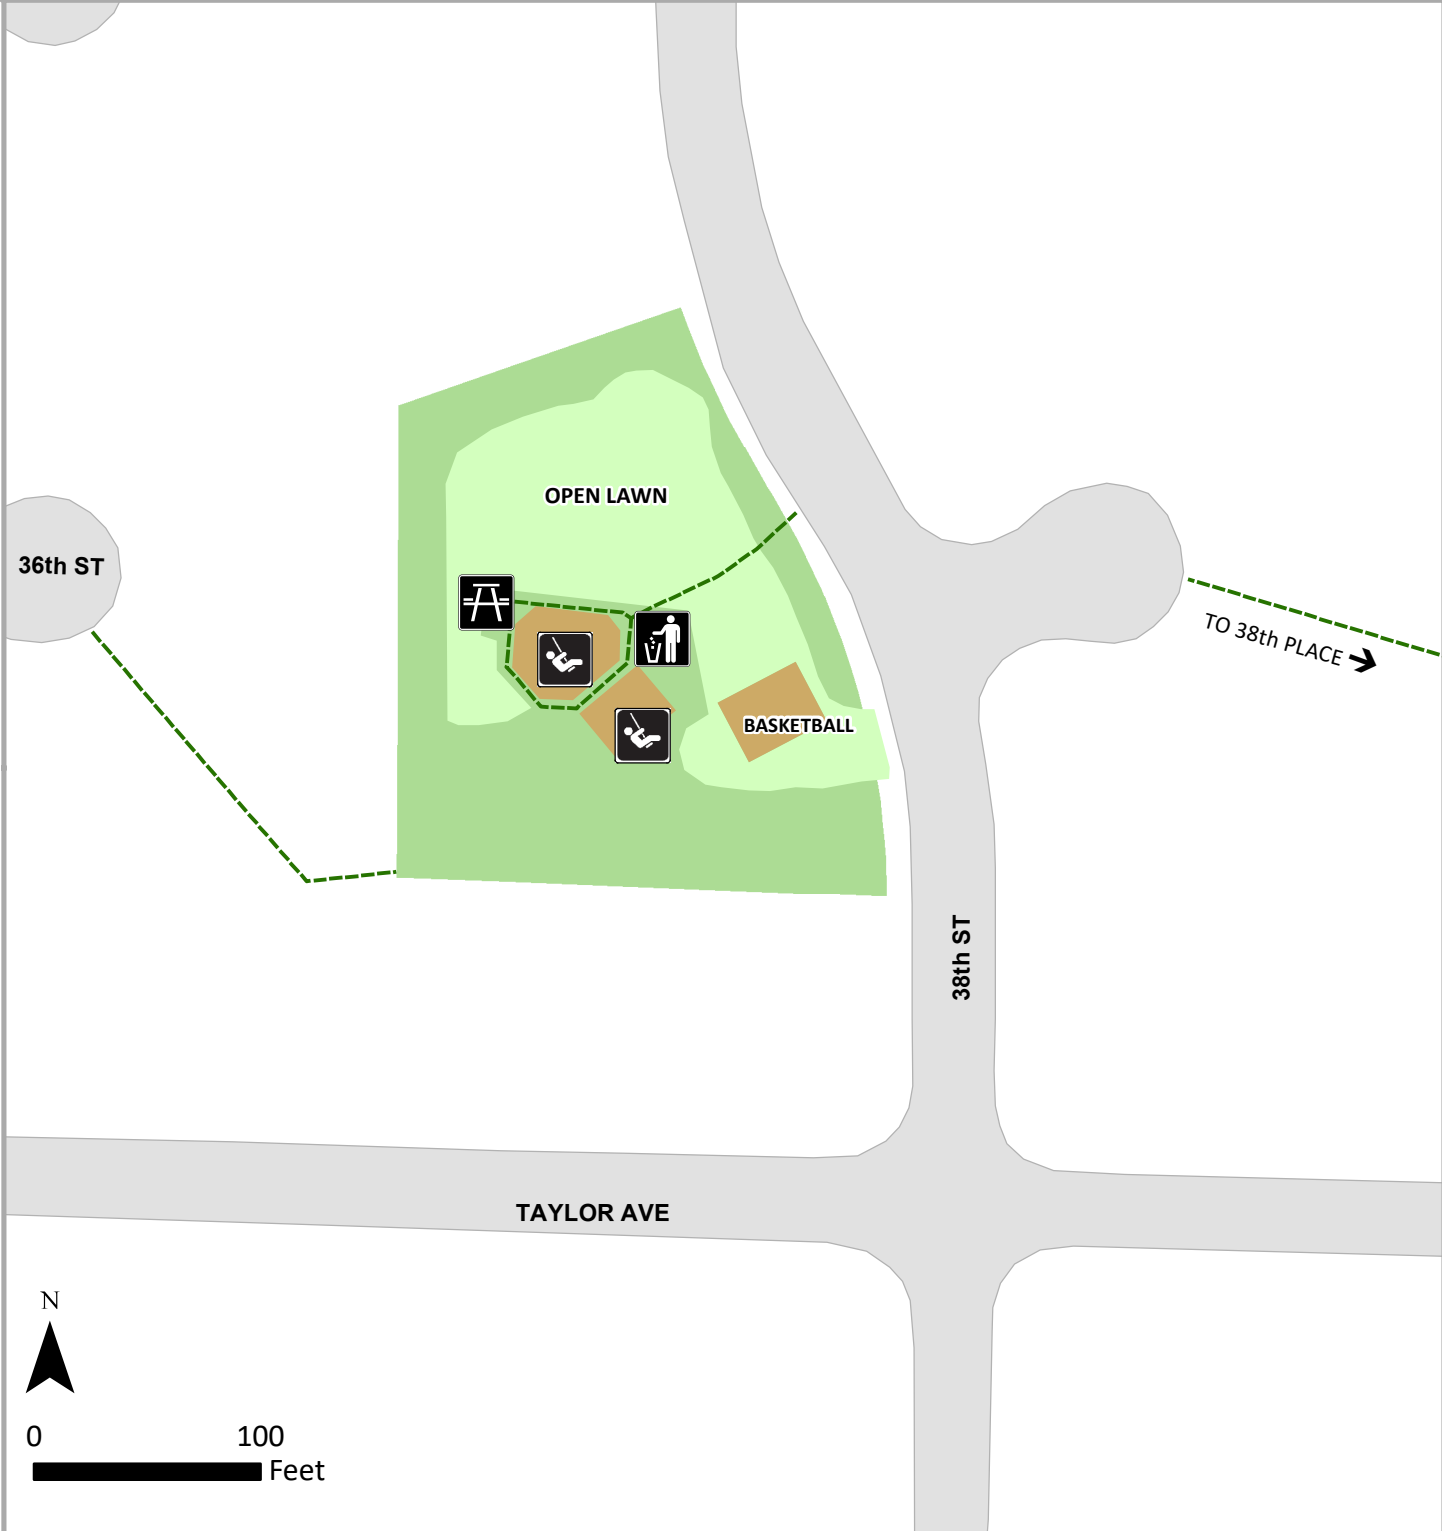 OPEN LAWN
36th ST
TO 38th PLACE
BASKETBALL
38th ST
TAYLOR AVE
N
0 100
Feet